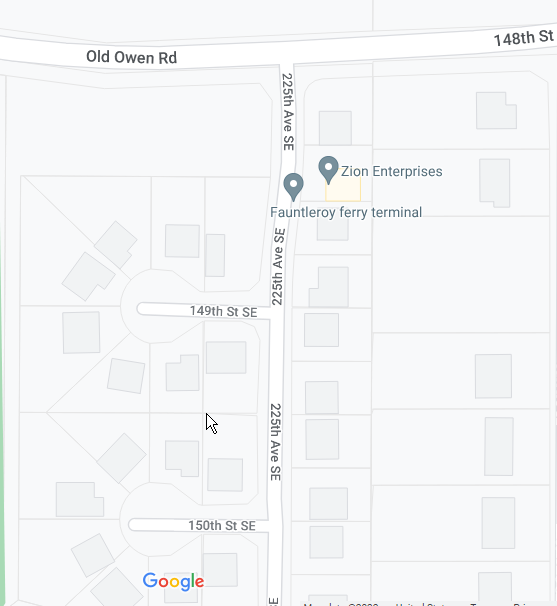 148th St
Old Owen Rd
225th Ave SE
Zion Enterprises
Fauntleroy ferry terminal
225th Ave SE
149th St SE
225th Ave SE
150th St SE
Google
E